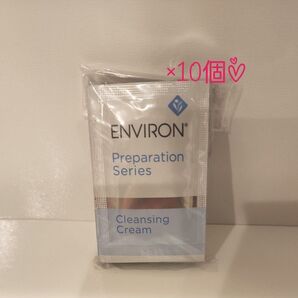 ×10個♡
ENVIRON®
Preparation
Series
Cleansing
Cream